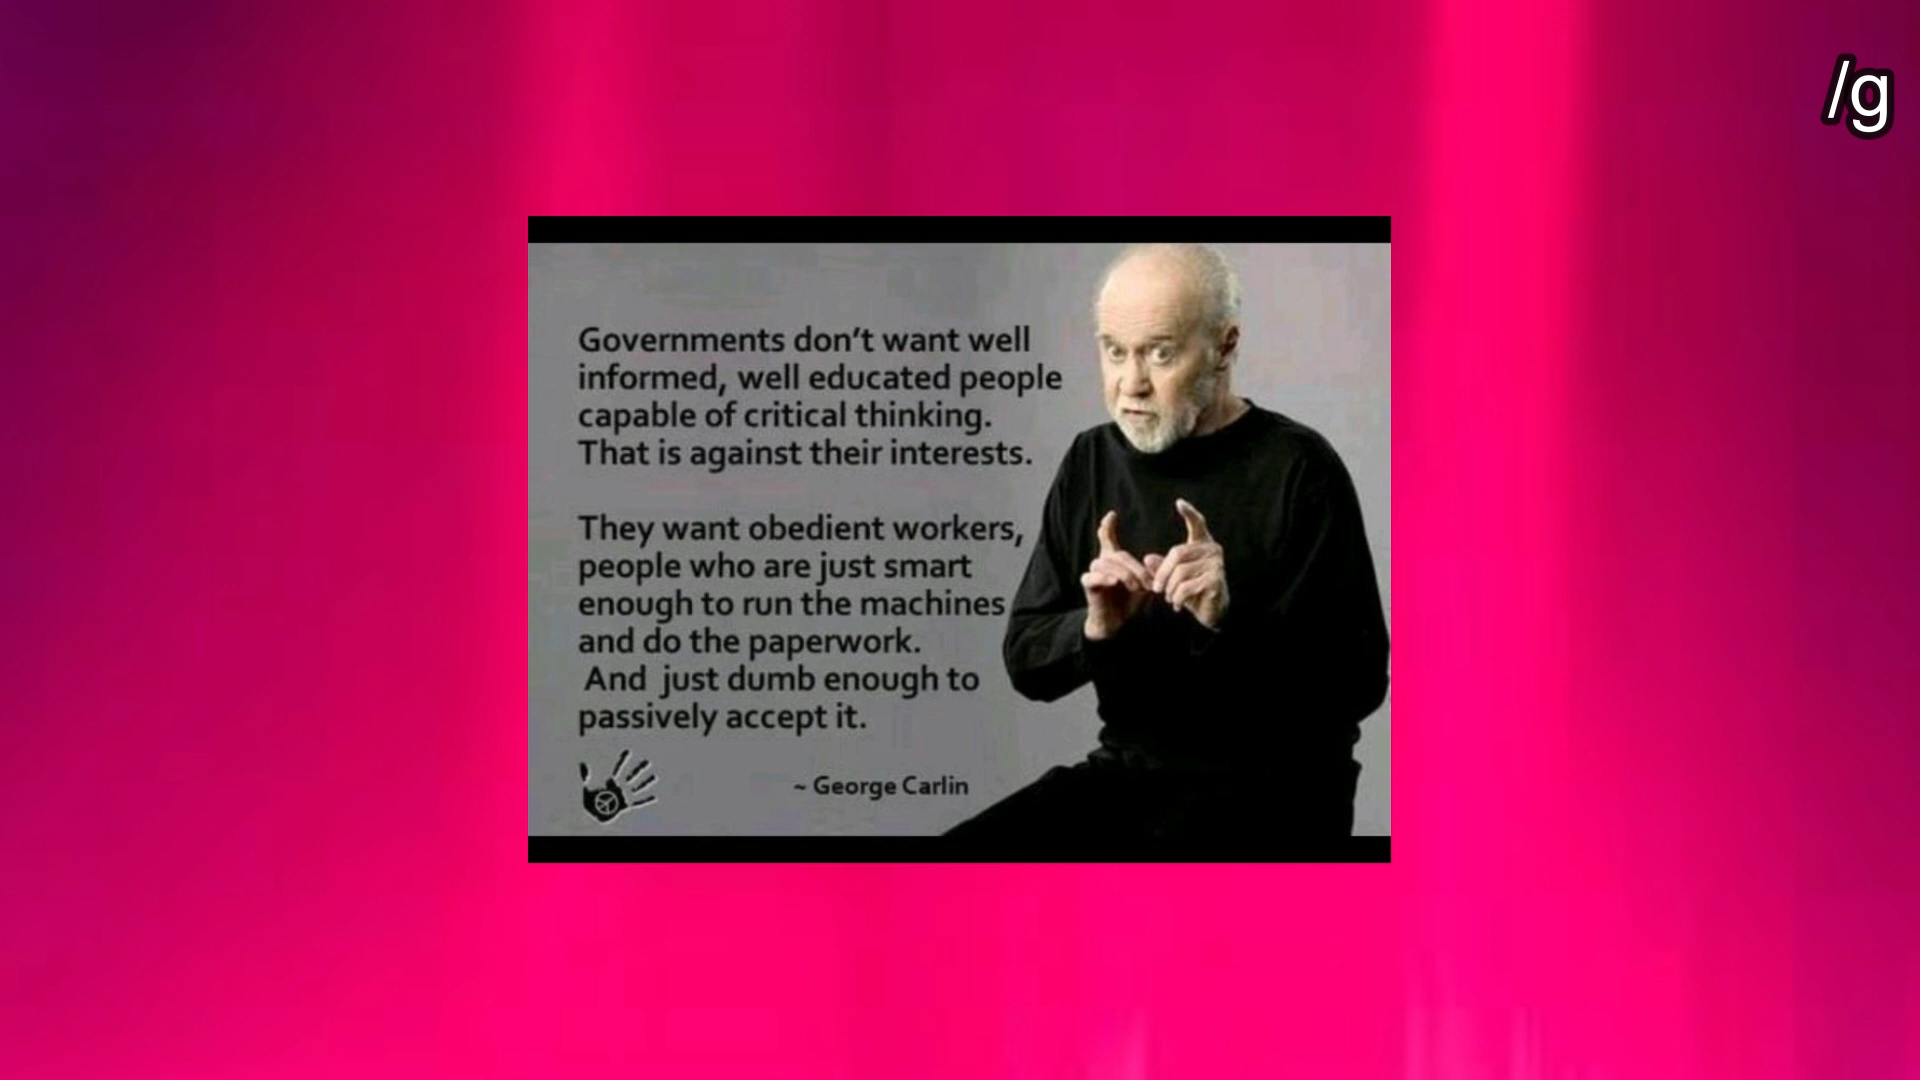 /g
Governments don't want well
informed, well educated people
capable of critical thinking.
That is against their interests.
They want obedient workers,
people who are just smart
enough to run the machines
and do the paperwork.
And just dumb enough to
passively accept it.
~ George Carlin